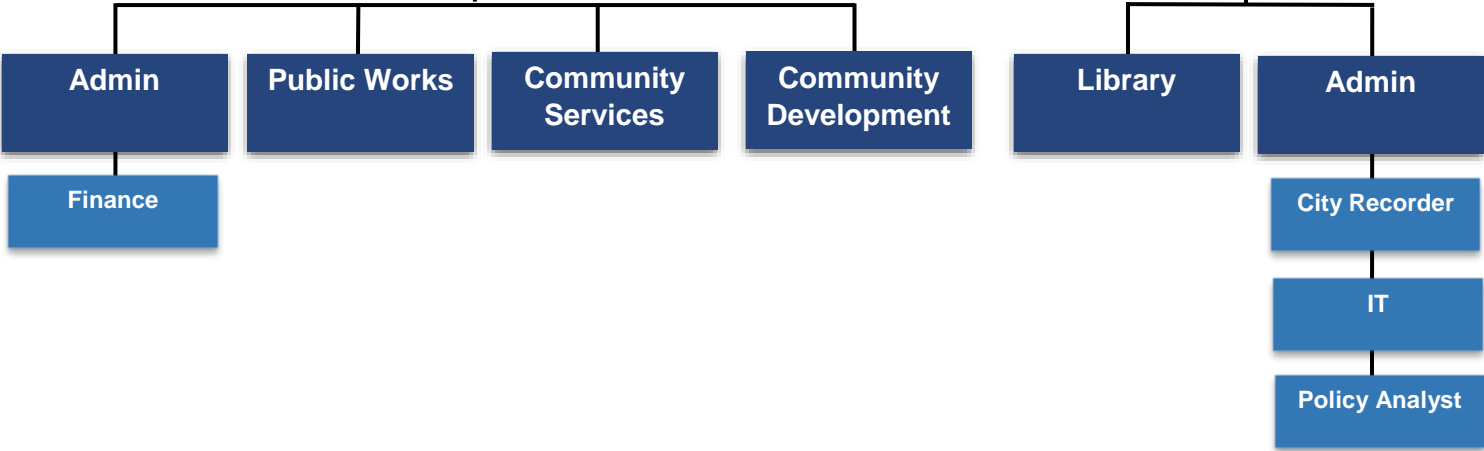 Admin
Public Works
Community
Services
Community
Development
Library
Admin
Finance
City Recorder
IT
Policy Analyst